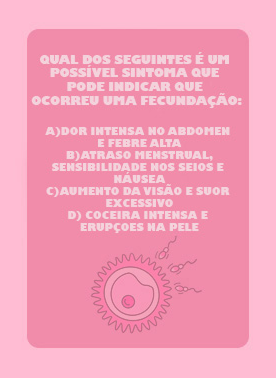 QUAL DOS SEGUINTES É UM
POSSÍVEL SINTOMA QUE
PODE INDICAR QUE
OCORREU UMA FECUNDAÇÃO:
A)DOR INTENSA NO ABDOMEN
E FEBRE ALTA
B)ATRASO MENSTRUAL,
SENSIBILIDADE NOS SEIOS E
NÁUSEA
C)AUMENTO DA VISÃO E SUOR
EXCESSIVO
D) COCEIRA INTENSA E
ERUPÇOES NA PELE